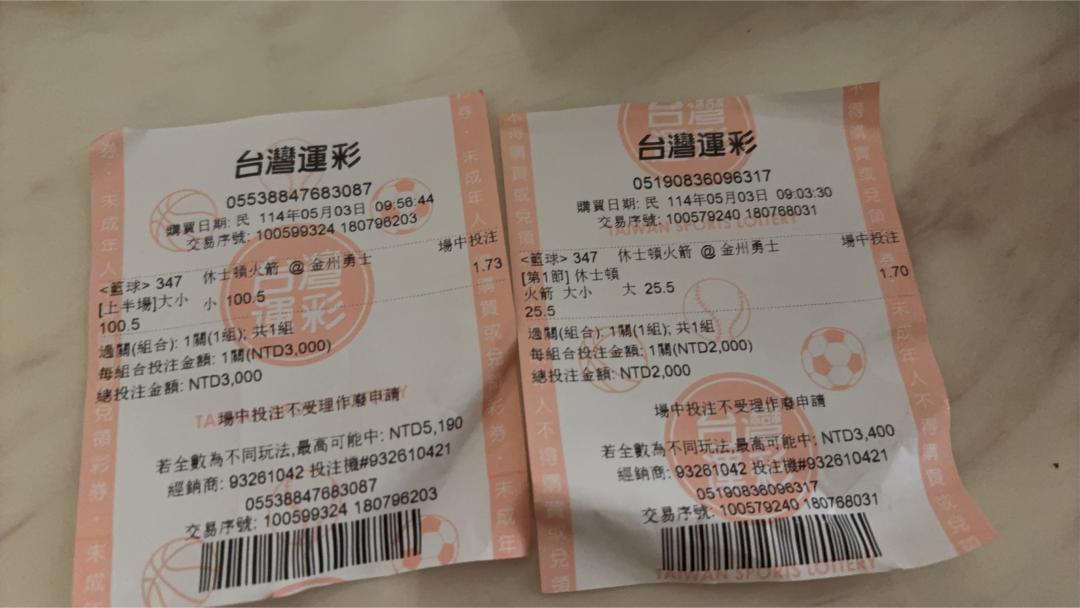 台灣運彩
05538847683087
購買日期: 民 114年05月03日 09:56:44
交易序號: 100599324 180796203
場中投注
<籃球> 347 休士頓火箭 @ 金州勇士
[上半場]大小 小 100.5 1.73
100.5
過關(組合): 1關(1組); 共1組
每組合投注金額: 1關(NTD3,000)
總投注金額: NTD3,000
場中投注不受理作廢申請
若全數為不同玩法,最高可能中: NTD5,190
經銷商: 93261042 投注機#932610421
05538847683087
交易序號: 100599324 180796203
台灣運彩
05190836096317
購買日期: 民 114年05月03日 09:03:30
交易序號: 100579240 180768031
TAIWAN SPORTS LOTTERY
場中投注
<籃球> 347 休士頓火箭 @ 金州勇士
[第1節] 休士頓 1.70
火箭 大小 大 25.5
25.5
過關(組合): 1關(1組); 共1組
每組合投注金額: 1關(NTD2,000)
總投注金額: NTD2,000
場中投注不受理作廢申請
若全數為不同玩法,最高可能中: NTD3,400
經銷商: 93261042 投注機#932610421
05190836096317
交易序號: 100579240 180768031
TAIWAN SPORTS LOTTERY